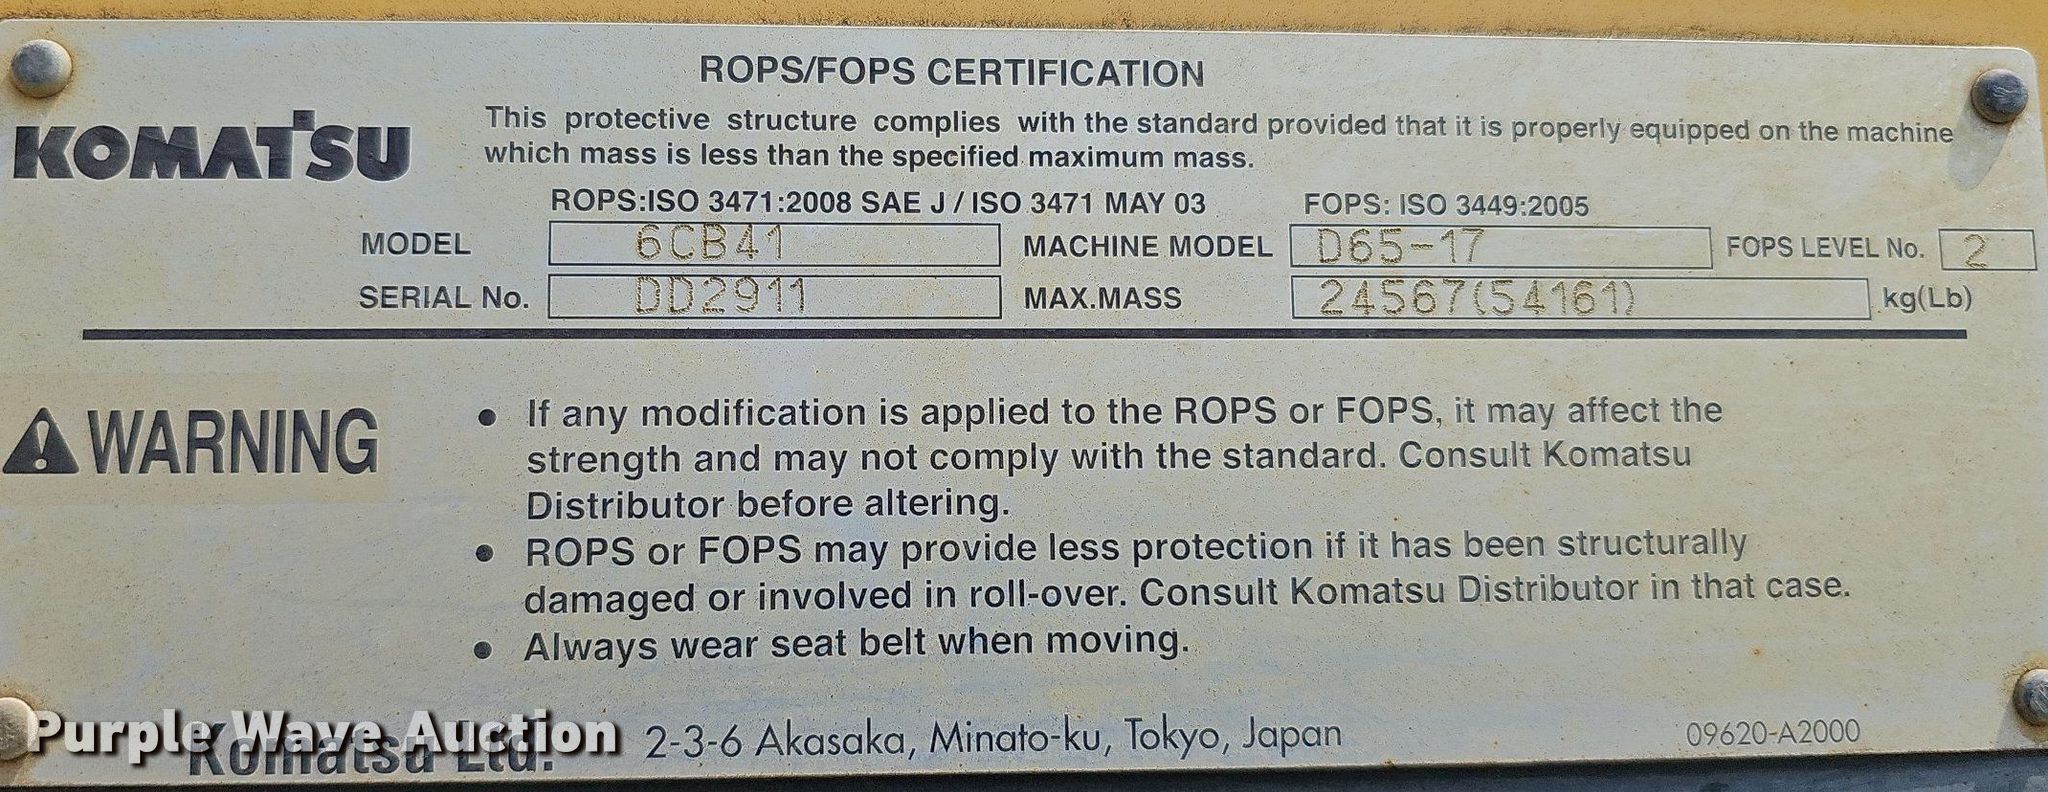 ROPS/FOPS CERTIFICATION
KOMATSU
This protective structure complies with the standard provided that it is properly equipped on the machine
which mass is less than the specified maximum mass.
ROPS:ISO 3471:2008 SAE J / ISO 3471 MAY 03 FOPS: ISO 3449:2005
MODEL 6CB41 MACHINE MODEL D65-17 FOPS LEVEL No. 2
SERIAL No. DD2911 MAX.MASS 24567(54161) kg(Lb)
WARNING
• If any modification is applied to the ROPS or FOPS, it may affect the
strength and may not comply with the standard. Consult Komatsu
Distributor before altering.
• ROPS or FOPS may provide less protection if it has been structurally
damaged or involved in roll-over. Consult Komatsu Distributor in that case.
• Always wear seat belt when moving.
Purple Wave Auction
Komatsu Ltd. 2-3-6 Akasaka, Minato-ku, Tokyo, Japan 09620-A2000